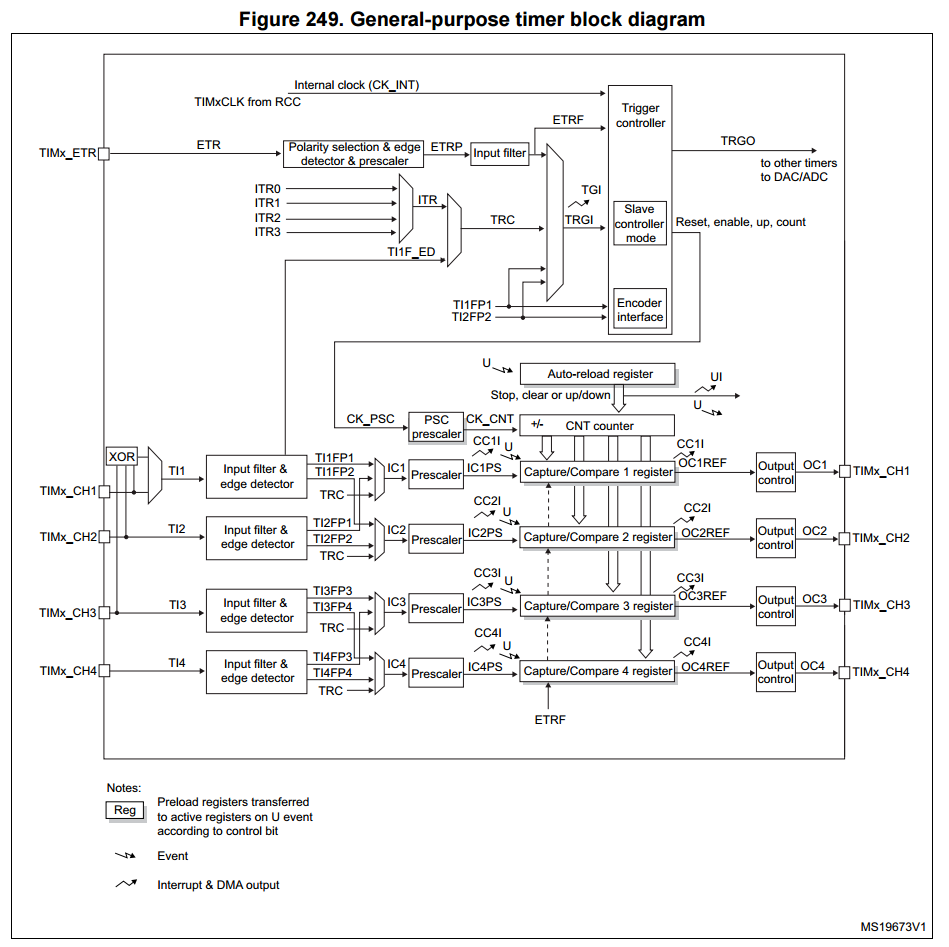 Figure 249. General-purpose timer block diagram
Internal clock (CK_INT)
TIMxCLK from RCC
Trigger
controller
ETRF
TRGO
to other timers
to DAC/ADC
TIMx_ETR
ETR
Polarity selection & edge
detector & prescaler
ETRP
Input filter
ITR0
ITR1
ITR2
ITR3
ITR
TGI
TRC
TRGI
Slave
controller
mode
Reset, enable, up, count
TI1F_ED
TI1FP1
TI2FP2
Encoder
interface
U
Auto-reload register
UI
Stop, clear or up/down
U
CK_PSC
PSC
prescaler
CK_CNT
+/-
CNT counter
XOR
TI1
TIMx_CH1
Input filter &
edge detector
TI1FP1
TI1FP2
TRC
IC1
Prescaler
IC1PS
CC1I
U
Capture/Compare 1 register
CC1I
OC1REF
Output
control
OC1
TIMx_CH1
TIMx_CH2
TI2
Input filter &
edge detector
TI2FP1
TI2FP2
TRC
IC2
Prescaler
IC2PS
CC2I
U
Capture/Compare 2 register
CC2I
OC2REF
Output
control
OC2
TIMx_CH2
TIMx_CH3
TI3
Input filter &
edge detector
TI3FP3
TI3FP4
TRC
IC3
Prescaler
IC3PS
CC3I
U
Capture/Compare 3 register
CC3I
OC3REF
Output
control
OC3
TIMx_CH3
TIMx_CH4
TI4
Input filter &
edge detector
TI4FP3
TI4FP4
TRC
IC4
Prescaler
IC4PS
CC4I
U
Capture/Compare 4 register
CC4I
OC4REF
Output
control
OC4
TIMx_CH4
ETRF
Notes:
Reg
Preload registers transferred
to active registers on U event
according to control bit
Event
Interrupt & DMA output
MS19673V1